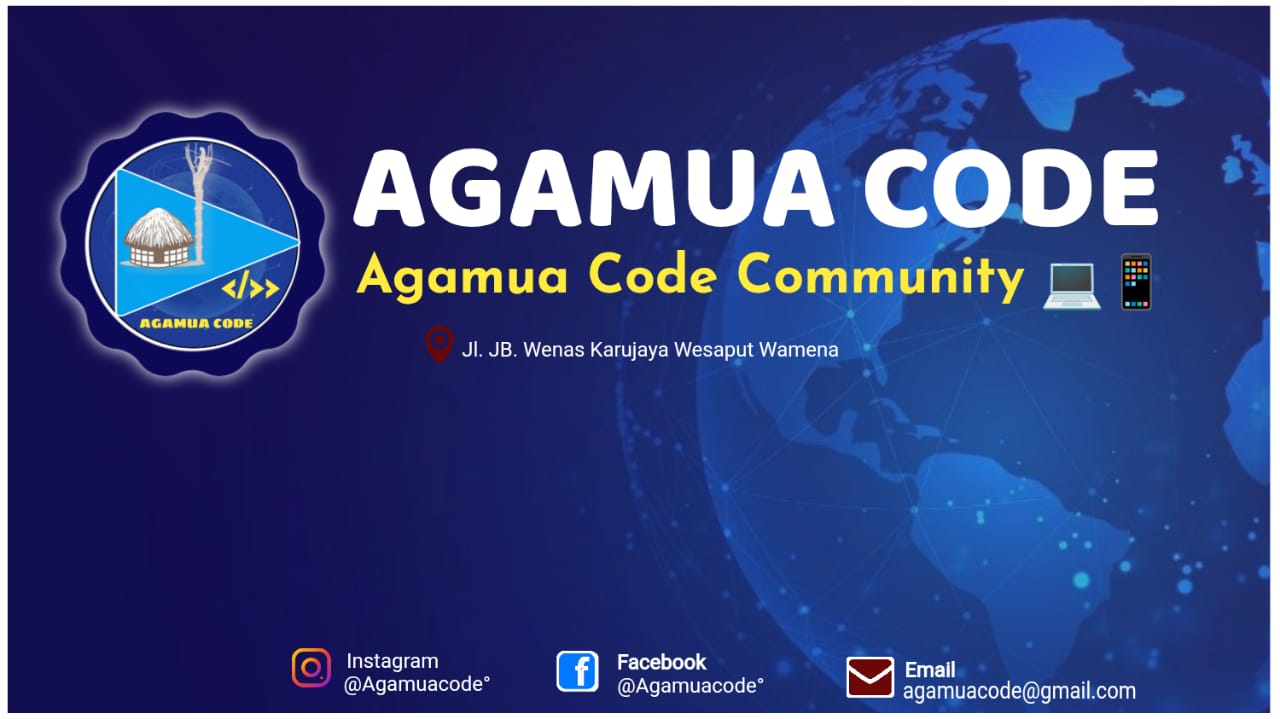 AGAMUA CODE
Agamua Code Community
Jl. JB. Wenas Karujaya Wesaput Wamena
</>>
AGAMUA CODE
Instagram
@Agamuacode°
Facebook
@Agamuacode°
Email
agamuacode@gmail.com